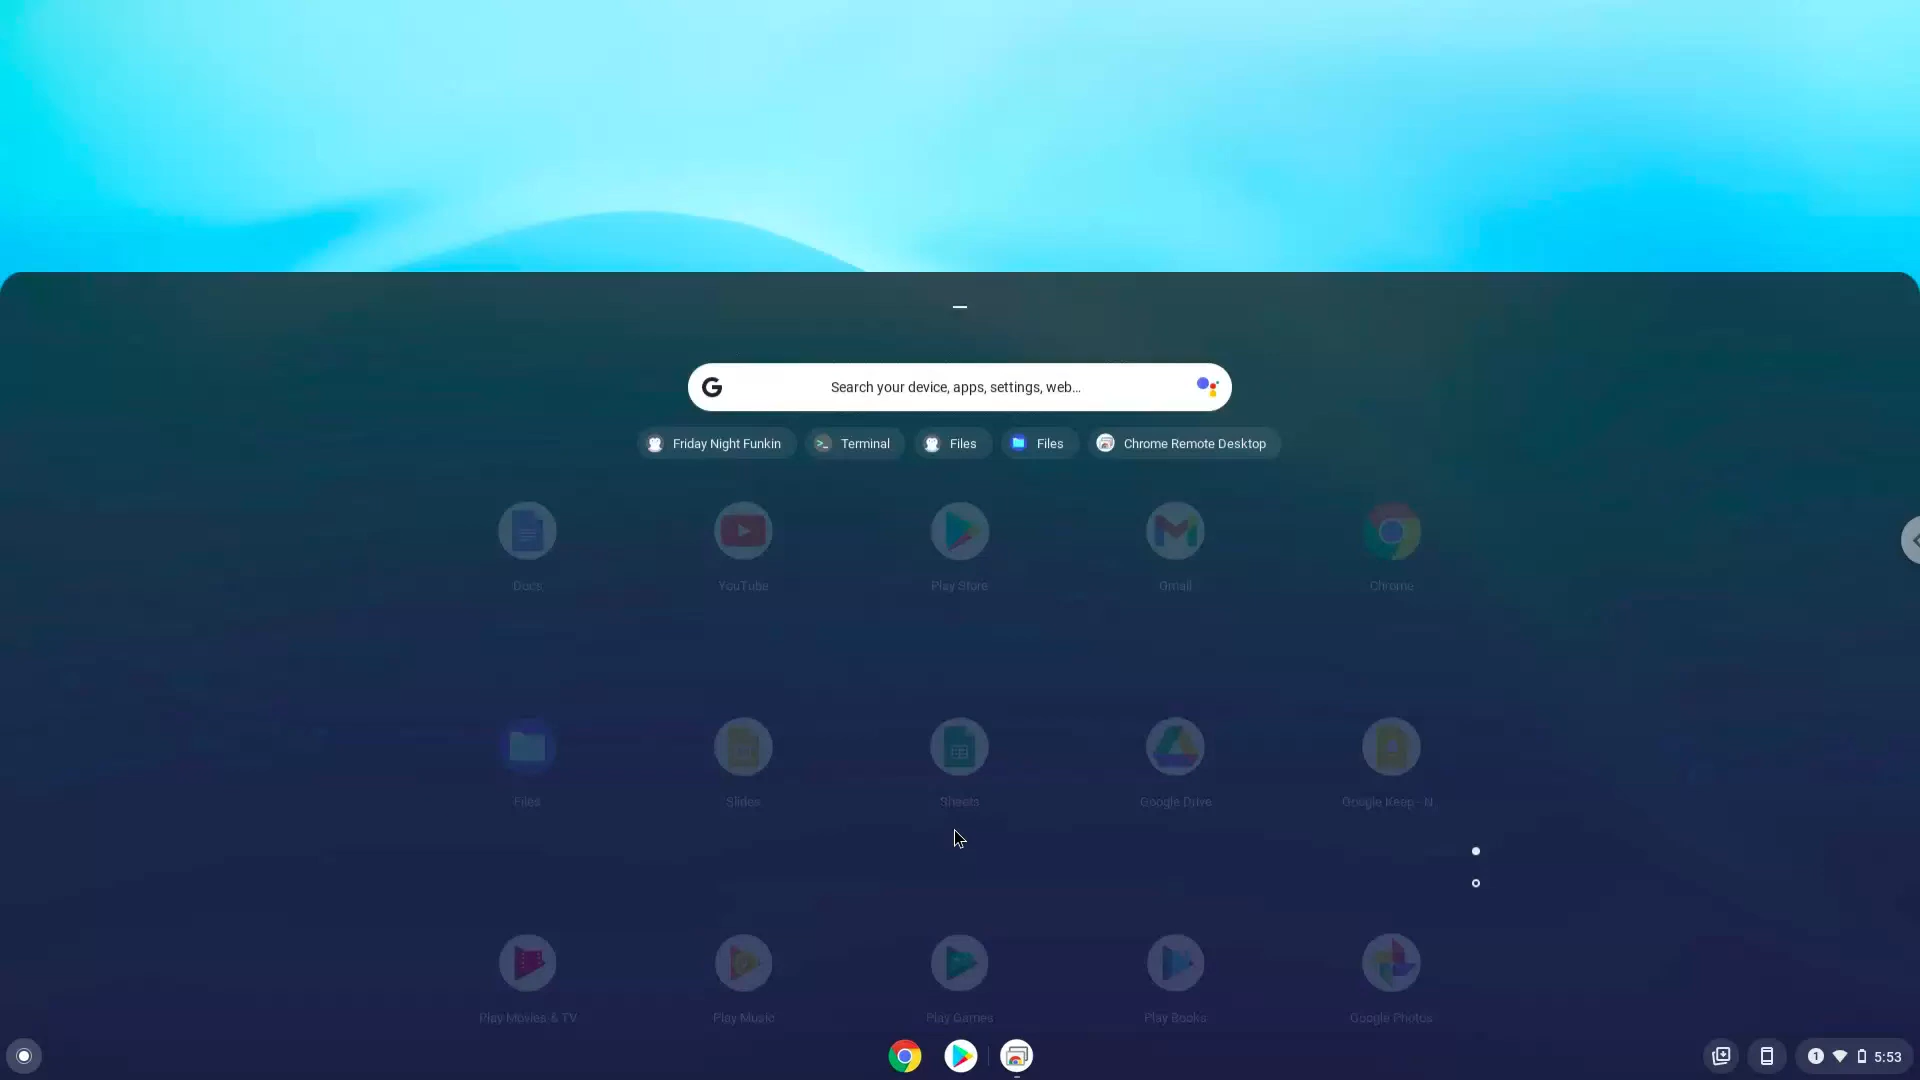 Search your device, apps, settings, web...
Friday Night Funkin Terminal Files Files Chrome Remote Desktop
Docs YouTube Play Store Gmail Chrome
Files Slides Sheets Google Drive Google Keep - N
Play Movies & TV Play Music Play Games Play Books Google Photos
1 5:53